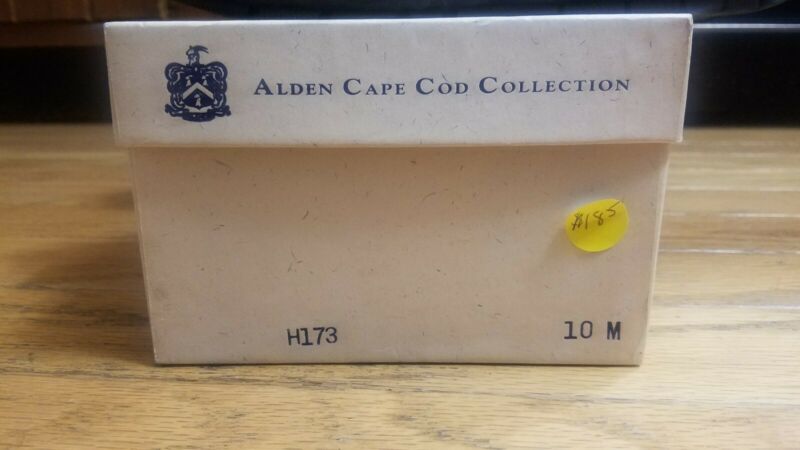 ALDEN CAPE COD COLLECTION
$185
H173 10 M